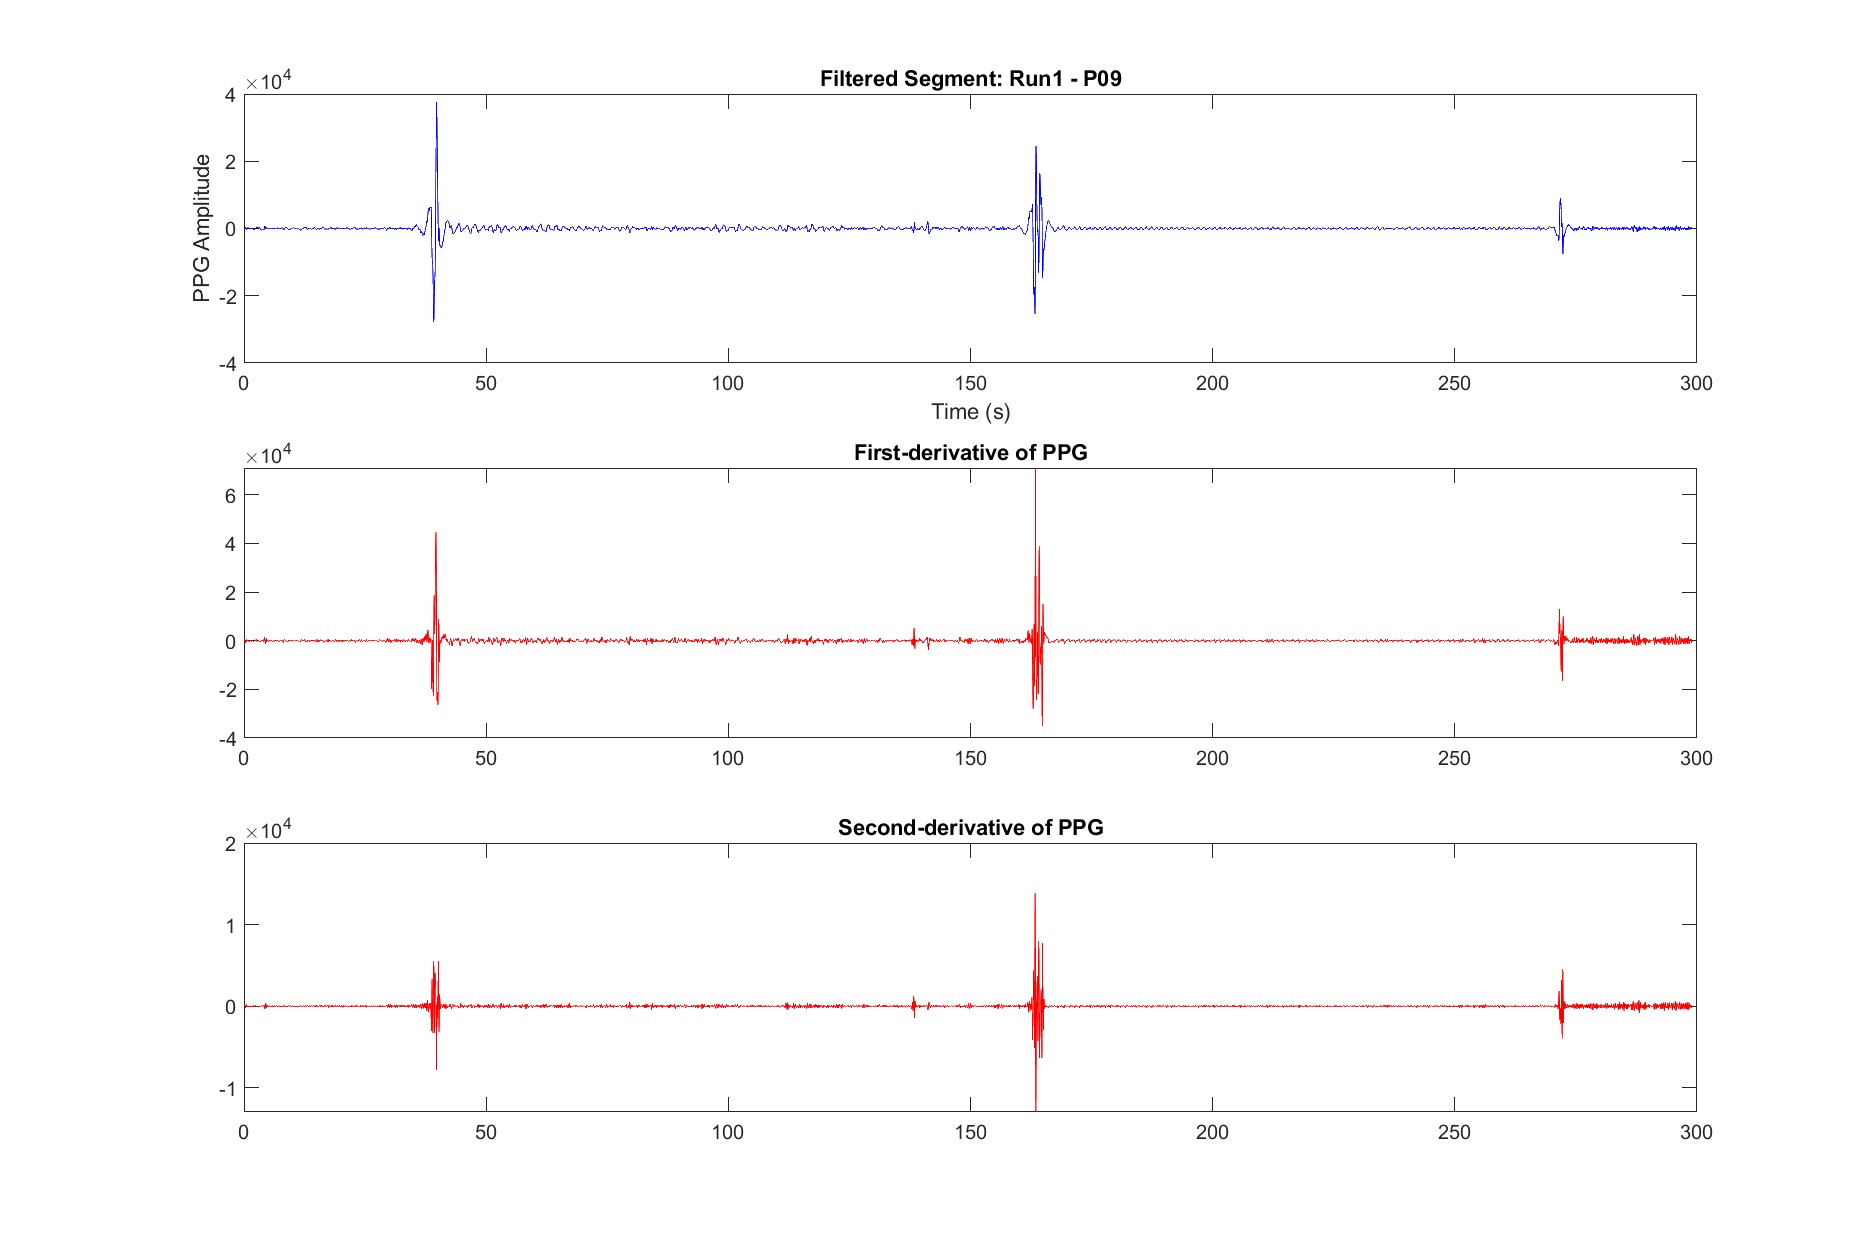 Filtered Segment: Run1 - P09
×10^4
4
2
0
-2
-4
PPG Amplitude
0 50 100 150 200 250 300
Time (s)
First-derivative of PPG
×10^4
6
4
2
0
-2
-4
0 50 100 150 200 250 300
Second-derivative of PPG
×10^4
2
1
0
-1
0 50 100 150 200 250 300